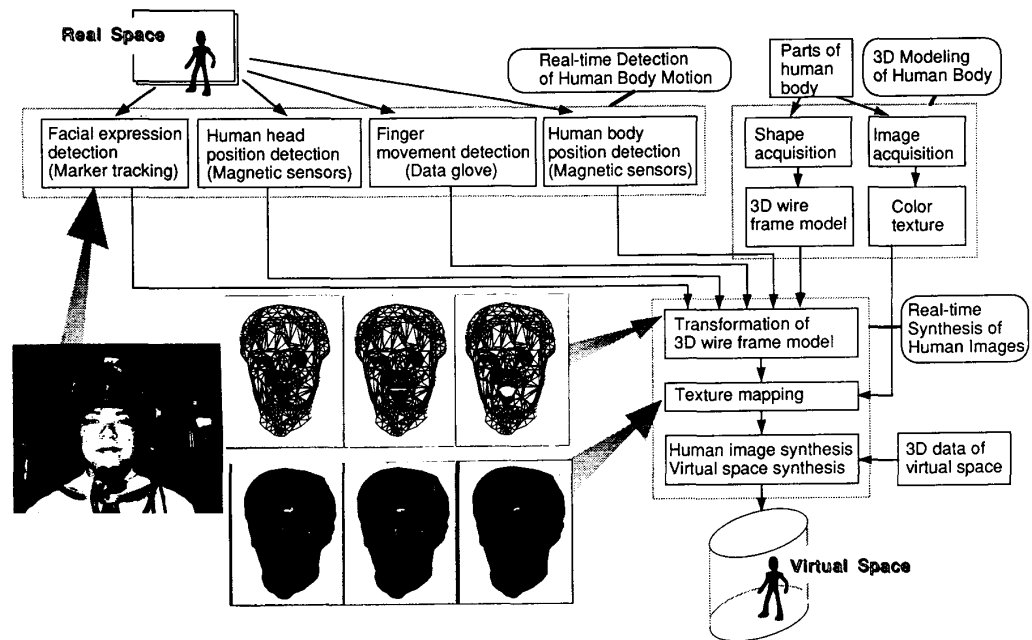 Real Space
Real-time Detection
of Human Body Motion
Parts of
human
body
3D Modeling
of Human Body
Facial expression
detection
(Marker tracking)
Human head
position detection
(Magnetic sensors)
Finger
movement detection
(Data glove)
Human body
position detection
(Magnetic sensors)
Shape
acquisition
Image
acquisition
3D wire
frame model
Color
texture
Transformation of
3D wire frame model
Real-time
Synthesis of
Human Images
Texture mapping
Human image synthesis
Virtual space synthesis
3D data of
virtual space
Virtual Space